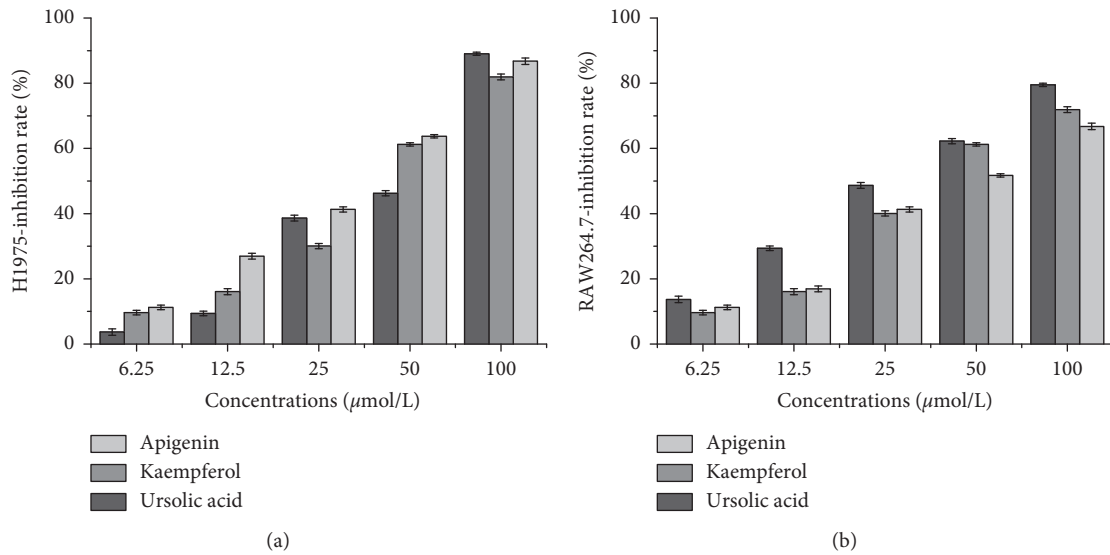 100
80
60
40
20
0
H1975-inhibition rate (%)
6.25 12.5 25 50 100
Concentrations (μmol/L)
Apigenin
Kaempferol
Ursolic acid
(a)
100
80
60
40
20
0
RAW264.7-inhibition rate (%)
6.25 12.5 25 50 100
Concentrations (μmol/L)
Apigenin
Kaempferol
Ursolic acid
(b)